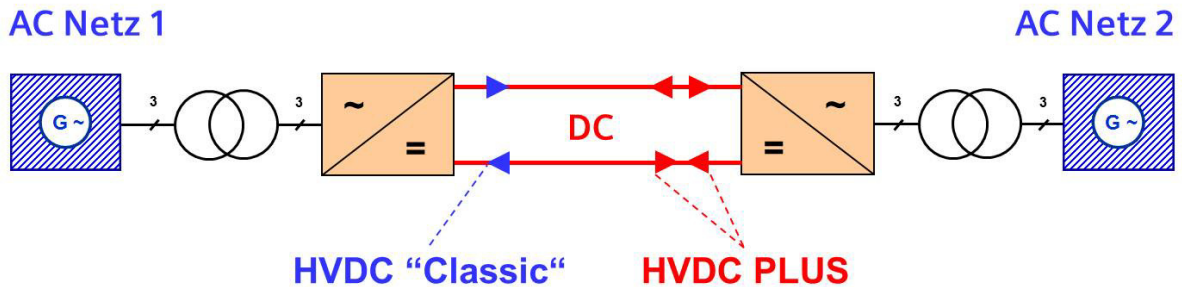 AC Netz 1
AC Netz 2
3
3
3
3
G ~
~
=
DC
~
=
G ~
HVDC “Classic“
HVDC PLUS